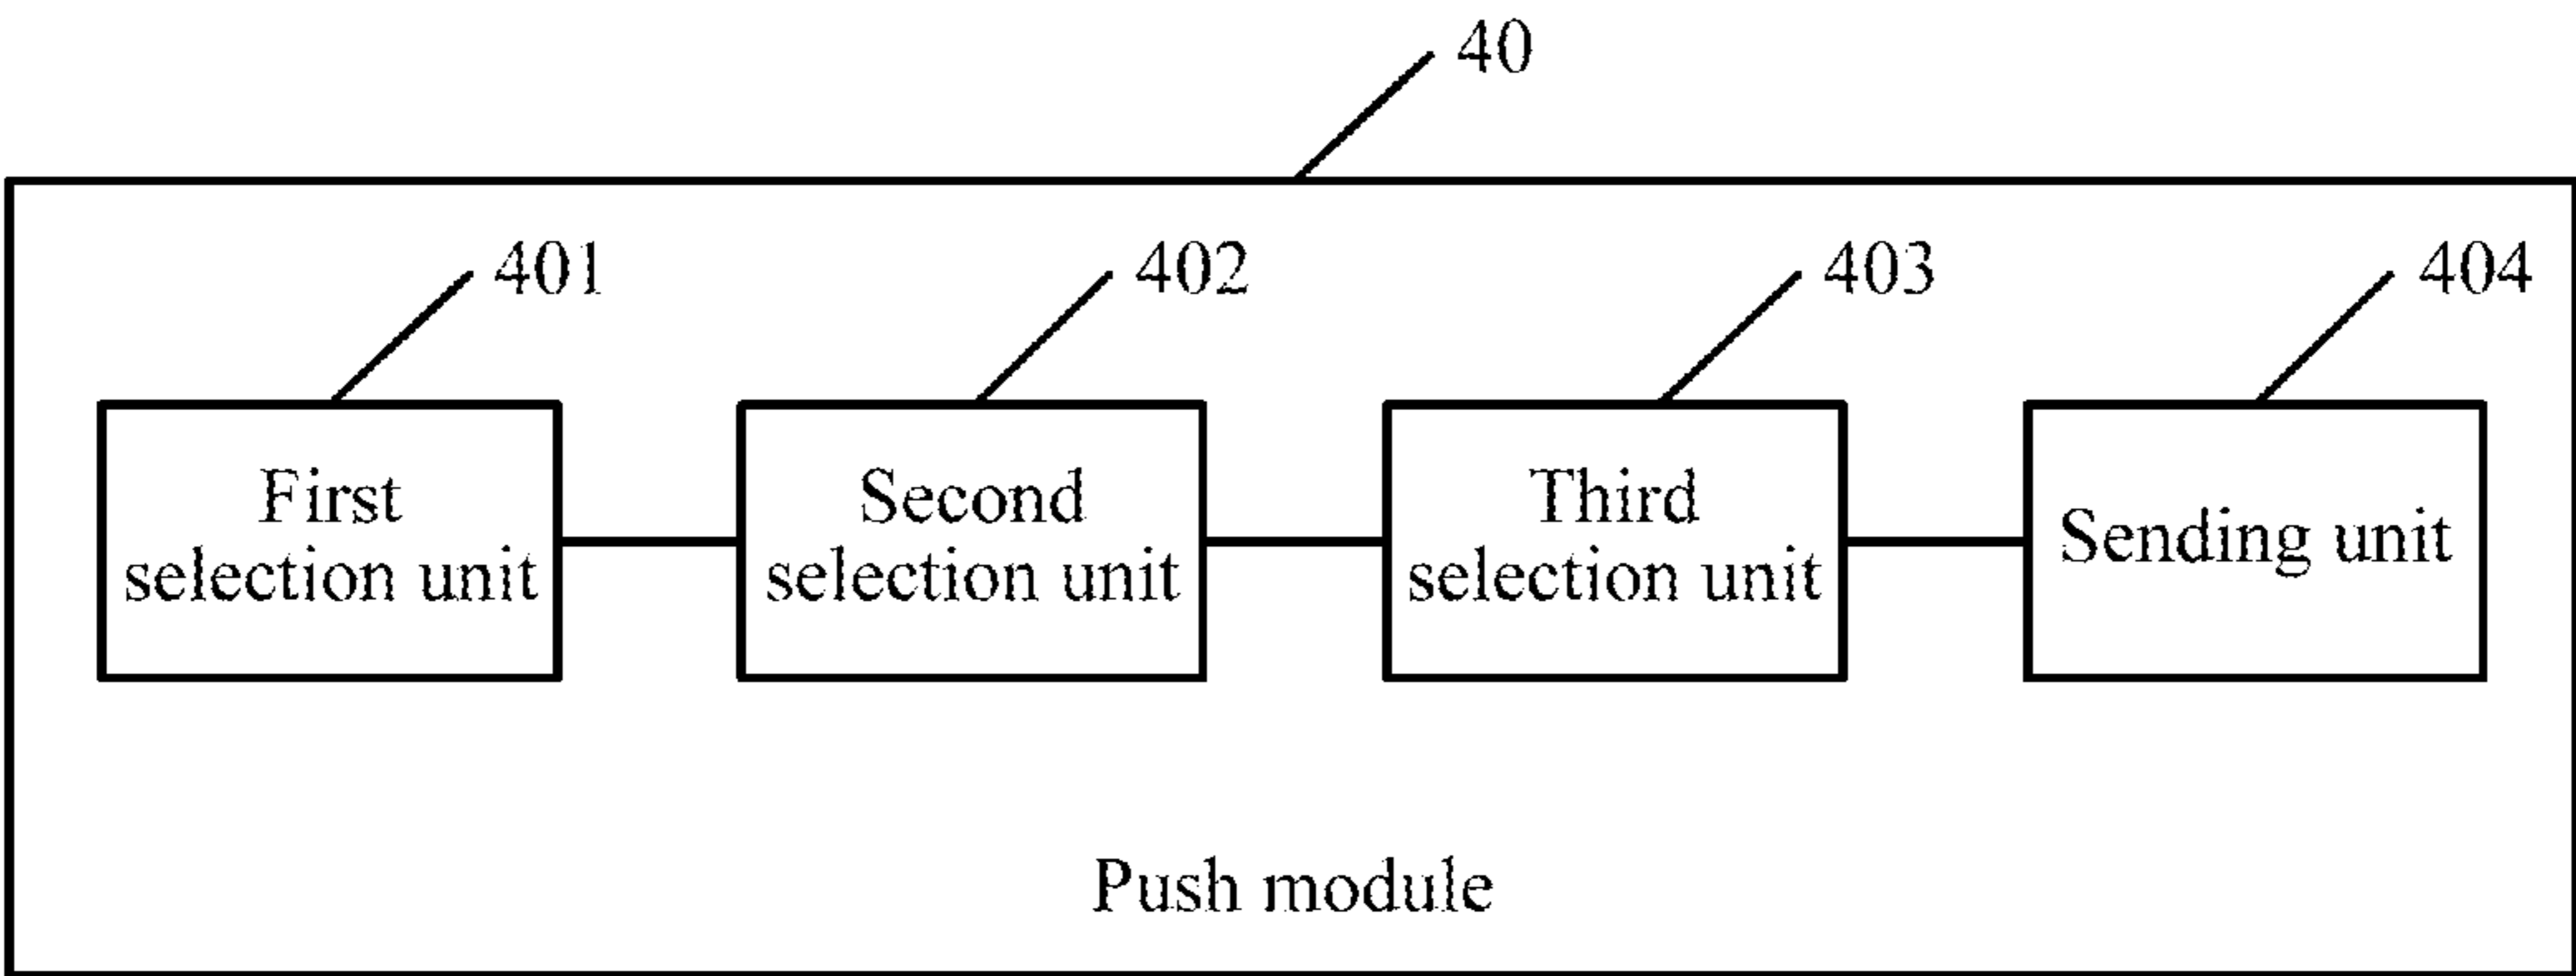 40
401
402
403
404
First
selection unit
Second
selection unit
Third
selection unit
Sending unit
Push module